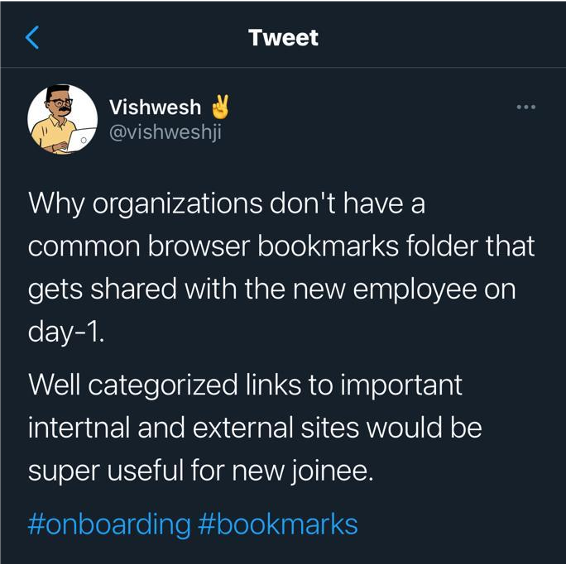 Tweet
Vishwesh ✌️
@vishweshji
Why organizations don't have a
common browser bookmarks folder that
gets shared with the new employee on
day-1.
Well categorized links to important
intertnal and external sites would be
super useful for new joinee.
#onboarding #bookmarks